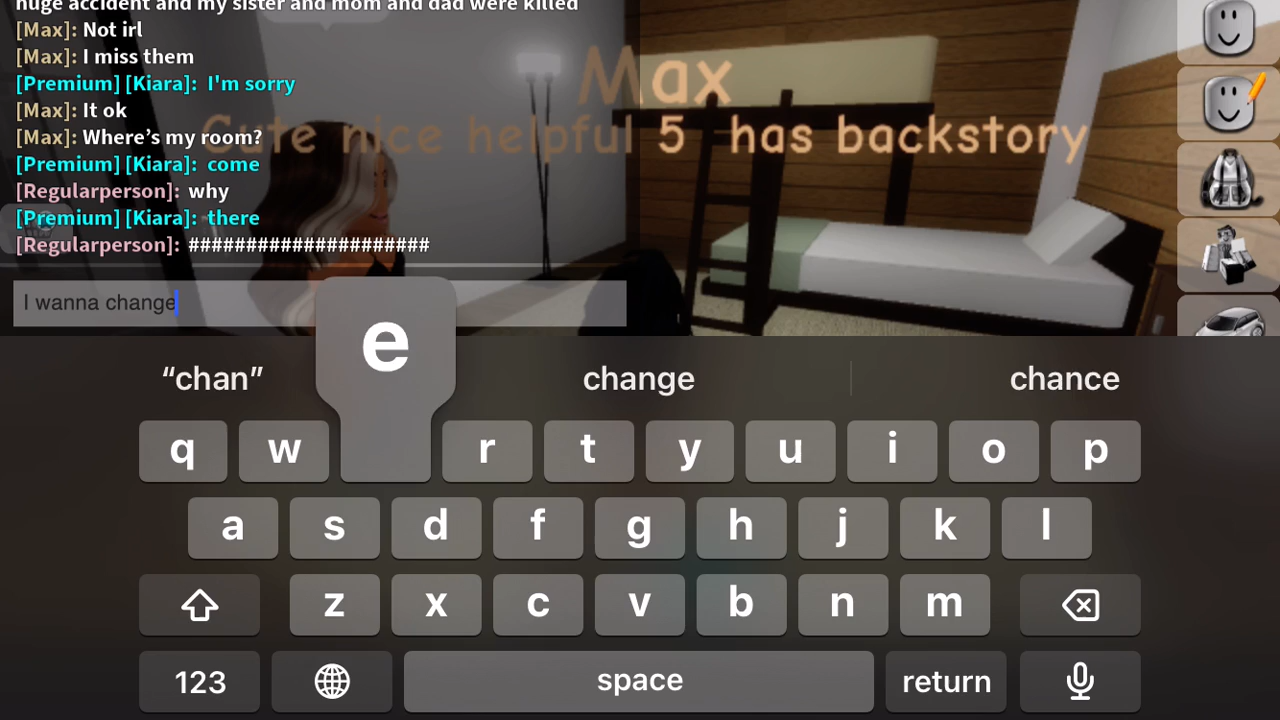 huge accident and my sister and mom and dad were killed
[Max]: Not irl
[Max]: I miss them
[Premium] [Kiara]: I'm sorry
[Max]: It ok
[Max]: Where’s my room?
[Premium] [Kiara]: come
[Regularperson]: why
[Premium] [Kiara]: there
[Regularperson]: #####################
Max
Cute nice helpful 5 has backstory
I wanna change
e
“chan” change chance
q w r t y u i o p
a s d f g h j k l
z x c v b n m
123 space return